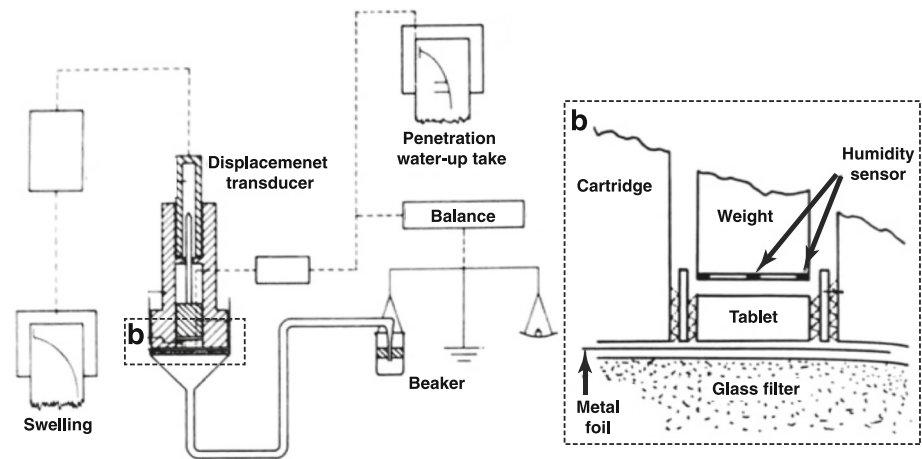 Penetration
water-up take
Displacemenet
transducer
Balance
b
Beaker
Swelling
b
Humidity
sensor
Cartridge
Weight
Tablet
Glass filter
Metal
foil